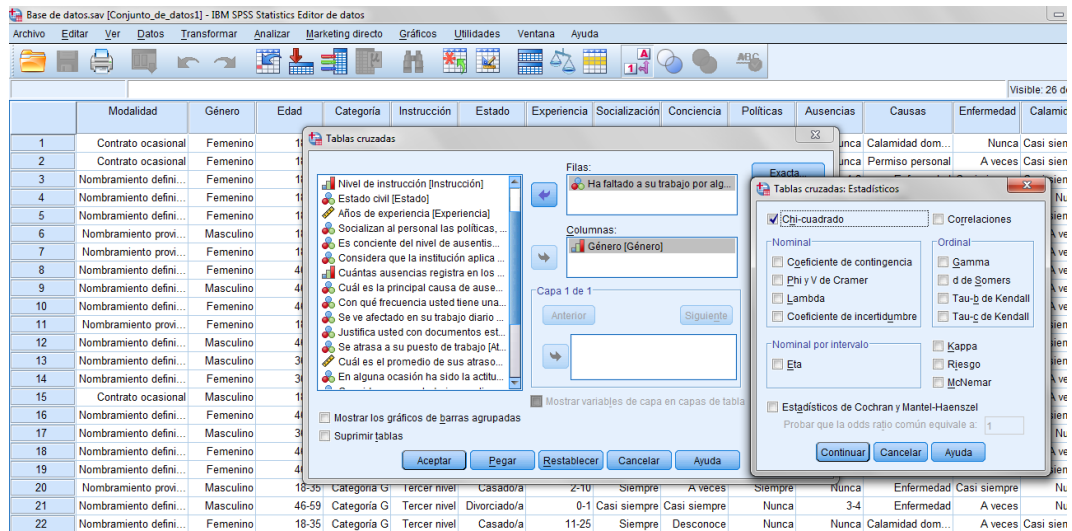 Base de datos.sav [Conjunto_de_datos1] - IBM SPSS Statistics Editor de datos
Archivo Editar Ver Datos Transformar Analizar Marketing directo Gráficos Utilidades Ventana Ayuda
Visible: 26 de
Modalidad Género Edad Categoría Instrucción Estado Experiencia Socialización Conciencia Políticas Ausencias Causas Enfermedad Calamic
1 Contrato ocasional Femenino Calamidad dom... Nunca Casi sien
2 Contrato ocasional Femenino Permiso personal A veces Casi sien
3 Nombramiento defini... Femenino
4 Nombramiento defini... Femenino
5 Nombramiento defini... Femenino
6 Nombramiento provi... Masculino
7 Nombramiento provi... Masculino
8 Nombramiento defini... Femenino
9 Nombramiento defini... Masculino
10 Nombramiento defini... Femenino
11 Nombramiento provi... Masculino
12 Nombramiento defini... Masculino
13 Nombramiento defini... Masculino
14 Nombramiento defini... Femenino
15 Contrato ocasional Masculino
16 Nombramiento defini... Femenino
17 Nombramiento defini... Masculino
18 Nombramiento defini... Masculino
19 Nombramiento defini... Femenino
20 Nombramiento provi... Masculino 18-35 Categoría G Tercer nivel Casado/a 2-10 Siempre A veces Siempre Nunca Enfermedad Casi siempre Nu
21 Nombramiento defini... Masculino 46-59 Categoría G Tercer nivel Divorciado/a 0-1 Casi siempre Casi siempre Nunca 3-4 Enfermedad A veces Nu
22 Nombramiento defini... Femenino 18-35 Categoría G Tercer nivel Casado/a 11-25 Siempre Desconoce Nunca Nunca Calamidad dom... A veces Casi sien
Tablas cruzadas
Nivel de instrucción [Instrucción]
Estado civil [Estado]
Años de experiencia [Experiencia]
Socializan al personal las políticas, ...
Es conciente del nivel de ausentis...
Considera que la institución aplica ...
Cuántas ausencias registra en los ...
Cuál es la principal causa de ause...
Con qué frecuencia usted tiene una...
Se ve afectado en su trabajo diario ...
Justifica usted con documentos est...
Se atrasa a su puesto de trabajo [At...
Cuál es el promedio de sus atraso...
En alguna ocasión ha sido la actitu...
Filas:
Ha faltado a su trabajo por alg...
Columnas:
Género [Género]
Capa 1 de 1
Anterior Siguiente
Mostrar variables de capa en capas de tabla
Exacta...
Mostrar los gráficos de barras agrupadas
Suprimir tablas
Aceptar Pegar Restablecer Cancelar Ayuda
Tablas cruzadas: Estadísticos
Chi-cuadrado Correlaciones
Nominal
Coeficiente de contingencia
Phi y V de Cramer
Lambda
Coeficiente de incertidumbre
Ordinal
Gamma
d de Somers
Tau-b de Kendall
Tau-c de Kendall
Nominal por intervalo
Eta
Kappa
Riesgo
McNemar
Estadísticos de Cochran y Mantel-Haenszel
Probar que la odds ratio común equivale a: 1
Continuar Cancelar Ayuda